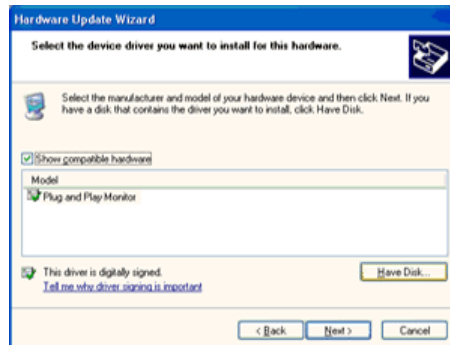 Hardware Update Wizard
Select the device driver you want to install for this hardware.
Select the manufacturer and model of your hardware device and then click Next. If you
have a disk that contains the driver you want to install, click Have Disk.
Show compatible hardware
Model
Plug and Play Monitor
This driver is digitally signed.
Have Disk...
Tell me why driver signing is important
< Back
Next >
Cancel